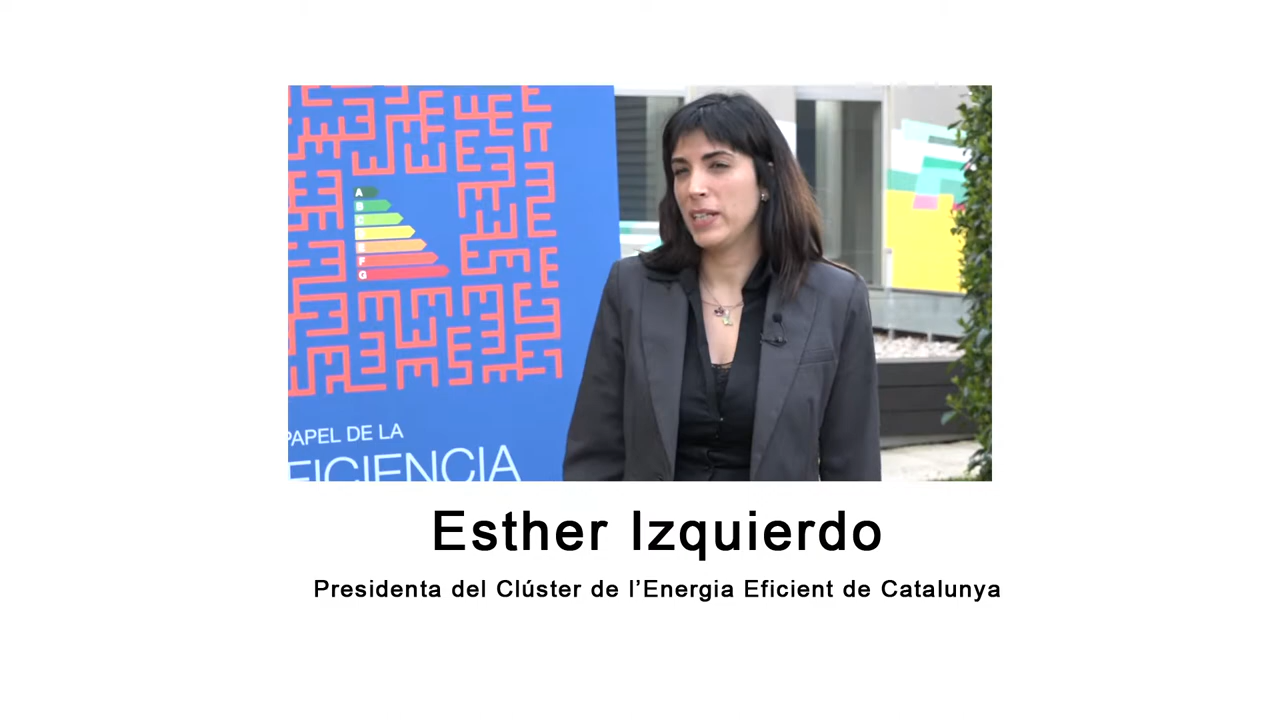 A
B
C
E
F
G
PAPEL DE LA
EFICIENCIA
Esther Izquierdo
Presidenta del Clúster de l’Energia Eficient de Catalunya